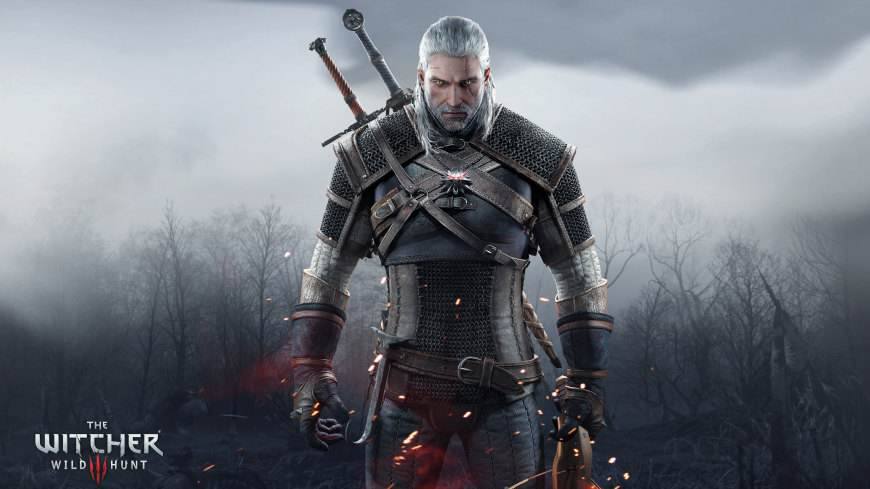 THE
WITCHER
WILD HUNT